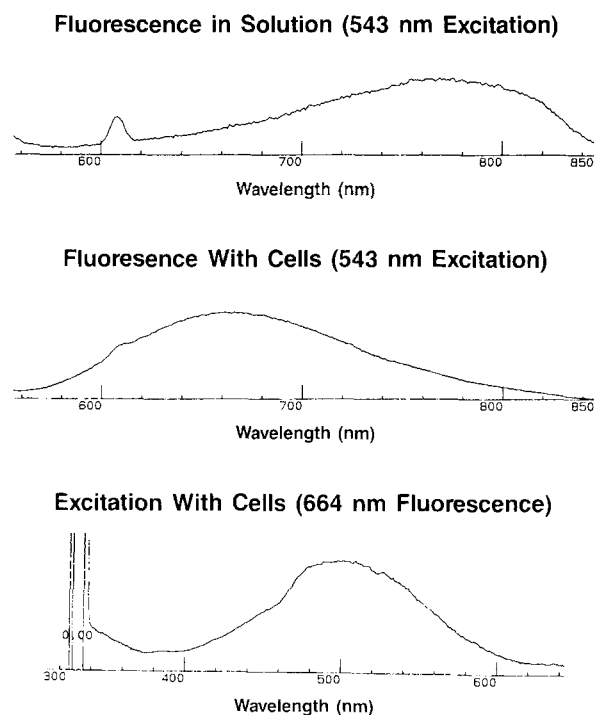 Fluorescence in Solution (543 nm Excitation)
600 700 800 850
Wavelength (nm)
Fluoresence With Cells (543 nm Excitation)
600 700 800 850
Wavelength (nm)
Excitation With Cells (664 nm Fluorescence)
0.00
300 400 500 600
Wavelength (nm)